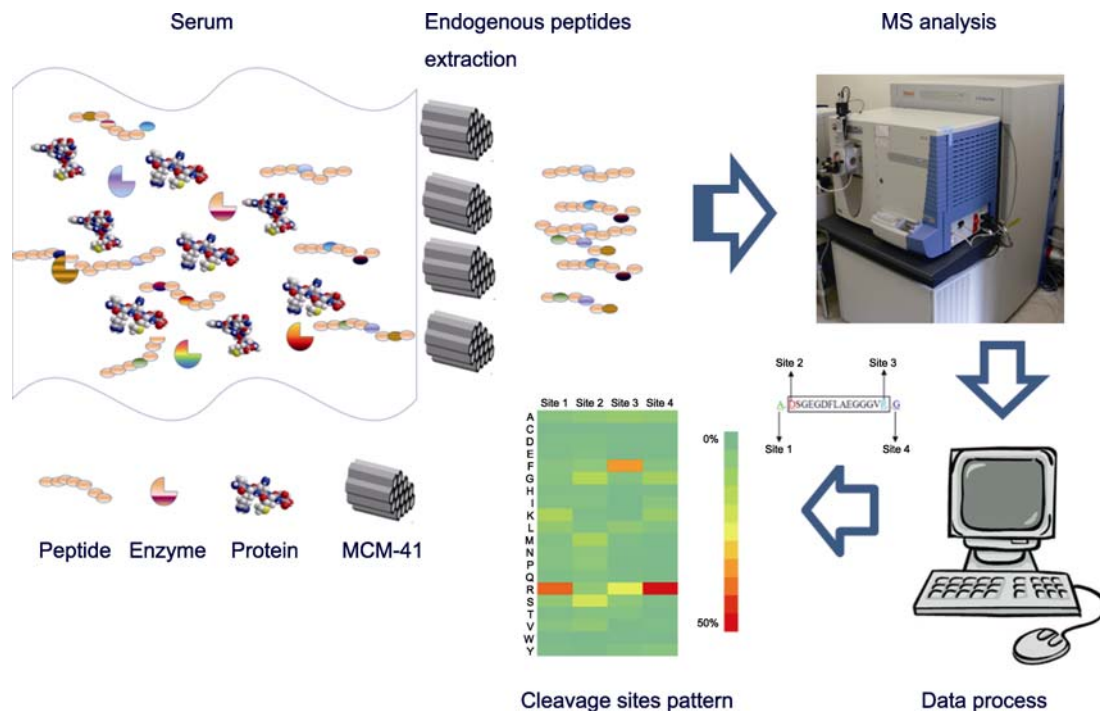 Serum
Endogenous peptides
extraction
MS analysis
Site 2
Site 3
A DSGEGDFLAEGGGV G
Site 1
Site 4
Site 1 Site 2 Site 3 Site 4
A
C
D
E
F
G
H
I
K
L
M
N
P
Q
R
S
T
V
W
Y
0%
50%
Peptide
Enzyme
Protein
MCM-41
Cleavage sites pattern
Data process